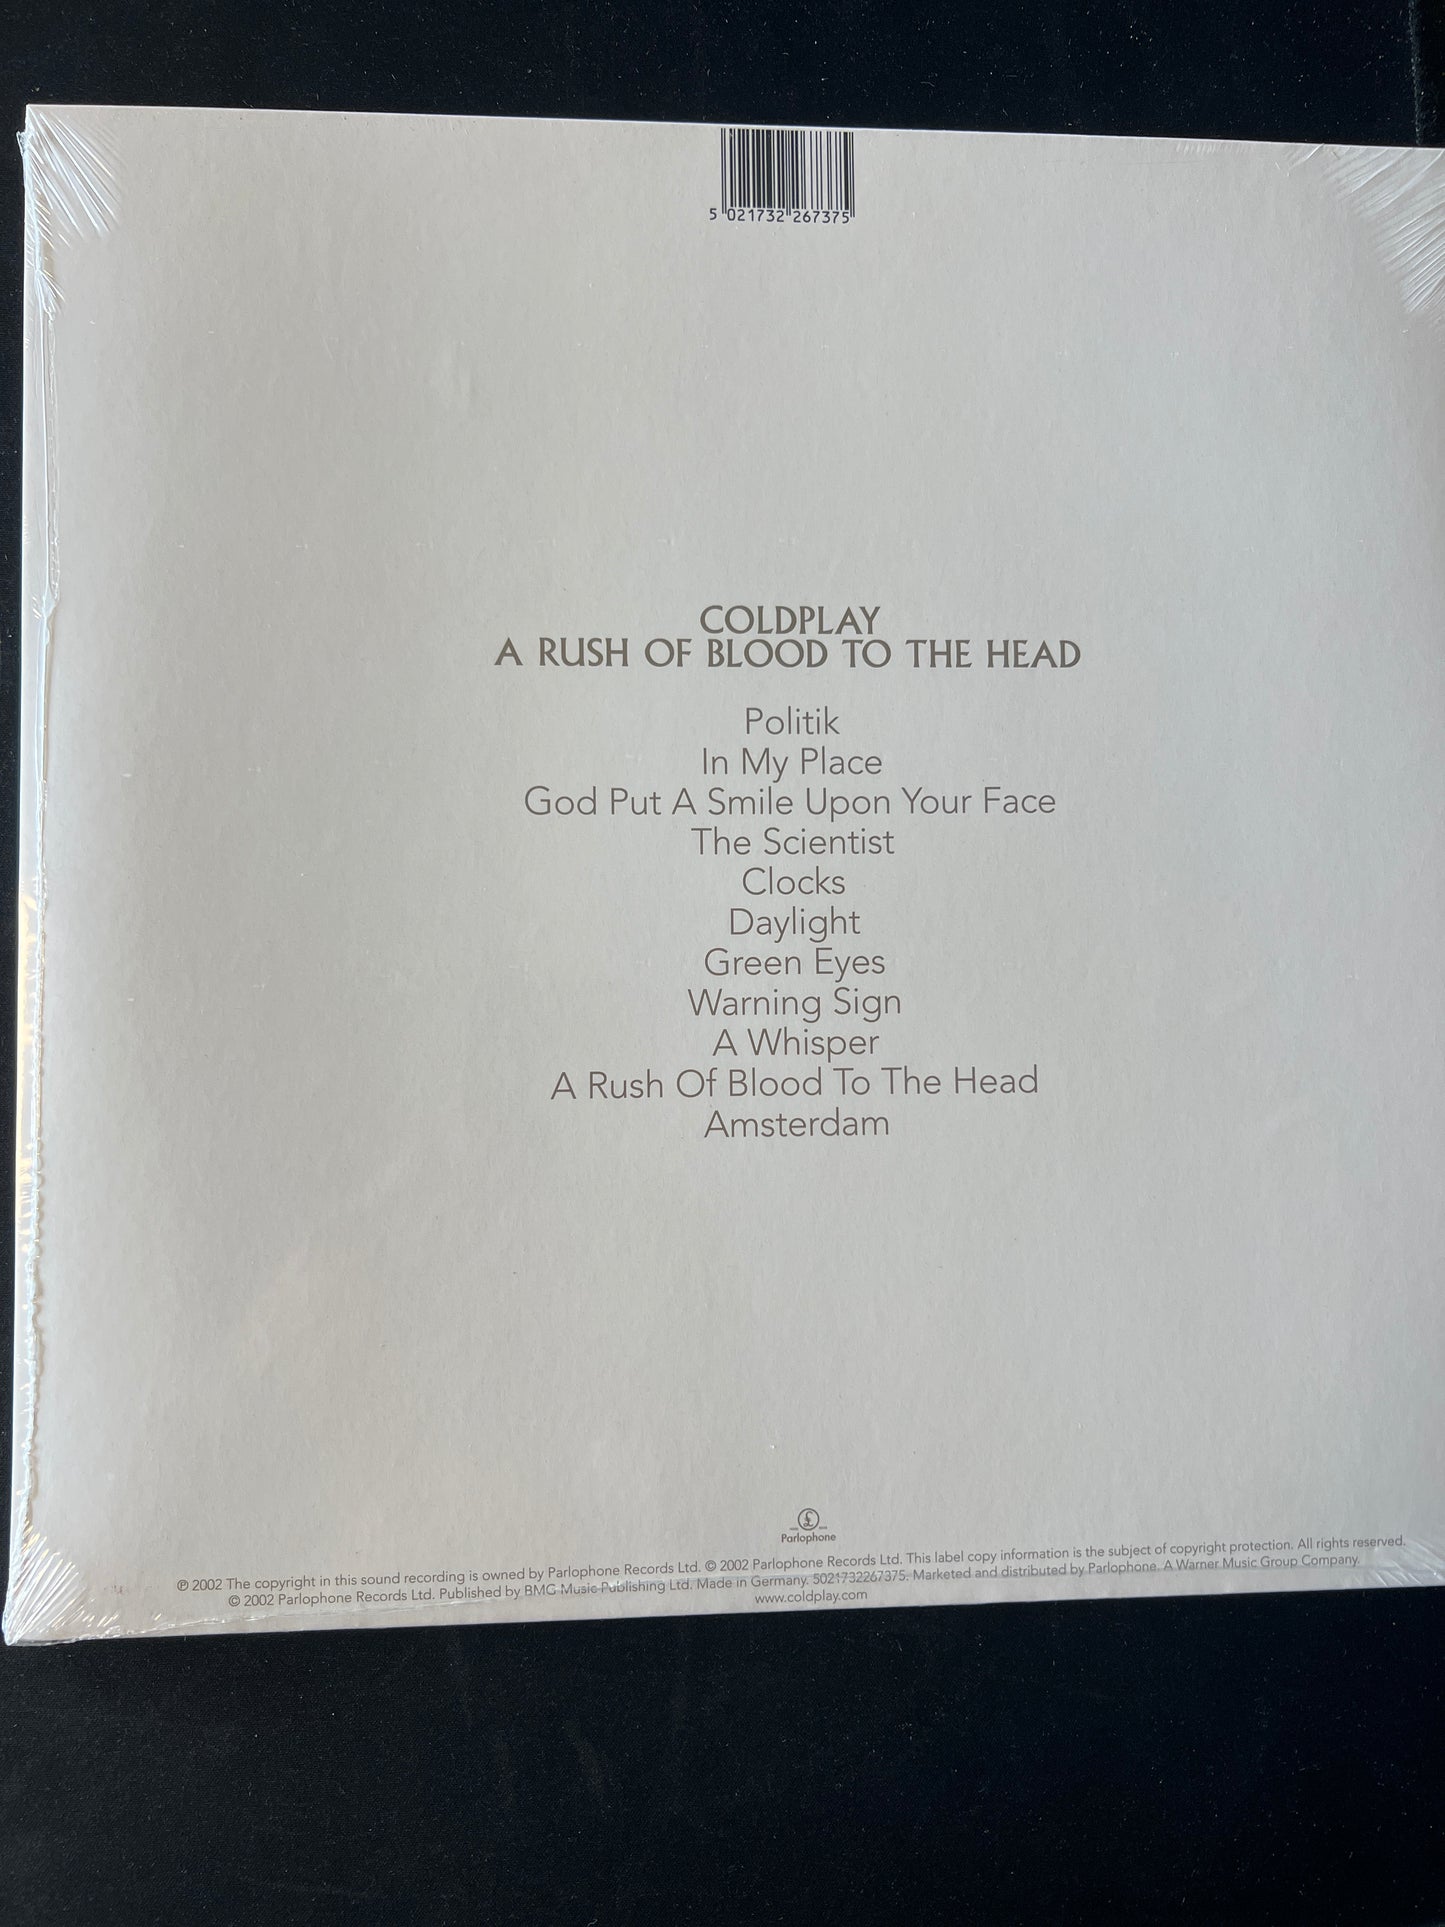 5 021732 267375
COLDPLAY
A RUSH OF BLOOD TO THE HEAD
Politik
In My Place
God Put A Smile Upon Your Face
The Scientist
Clocks
Daylight
Green Eyes
Warning Sign
A Whisper
A Rush Of Blood To The Head
Amsterdam
£
Parlophone
℗ 2002 The copyright in this sound recording is owned by Parlophone Records Ltd. © 2002 Parlophone Records Ltd. This label copy information is the subject of copyright protection. All rights reserved.
© 2002 Parlophone Records Ltd. Published by BMG Music Publishing Ltd. Made in Germany. 5021732267375. Marketed and distributed by Parlophone. A Warner Music Group Company.
www.coldplay.com